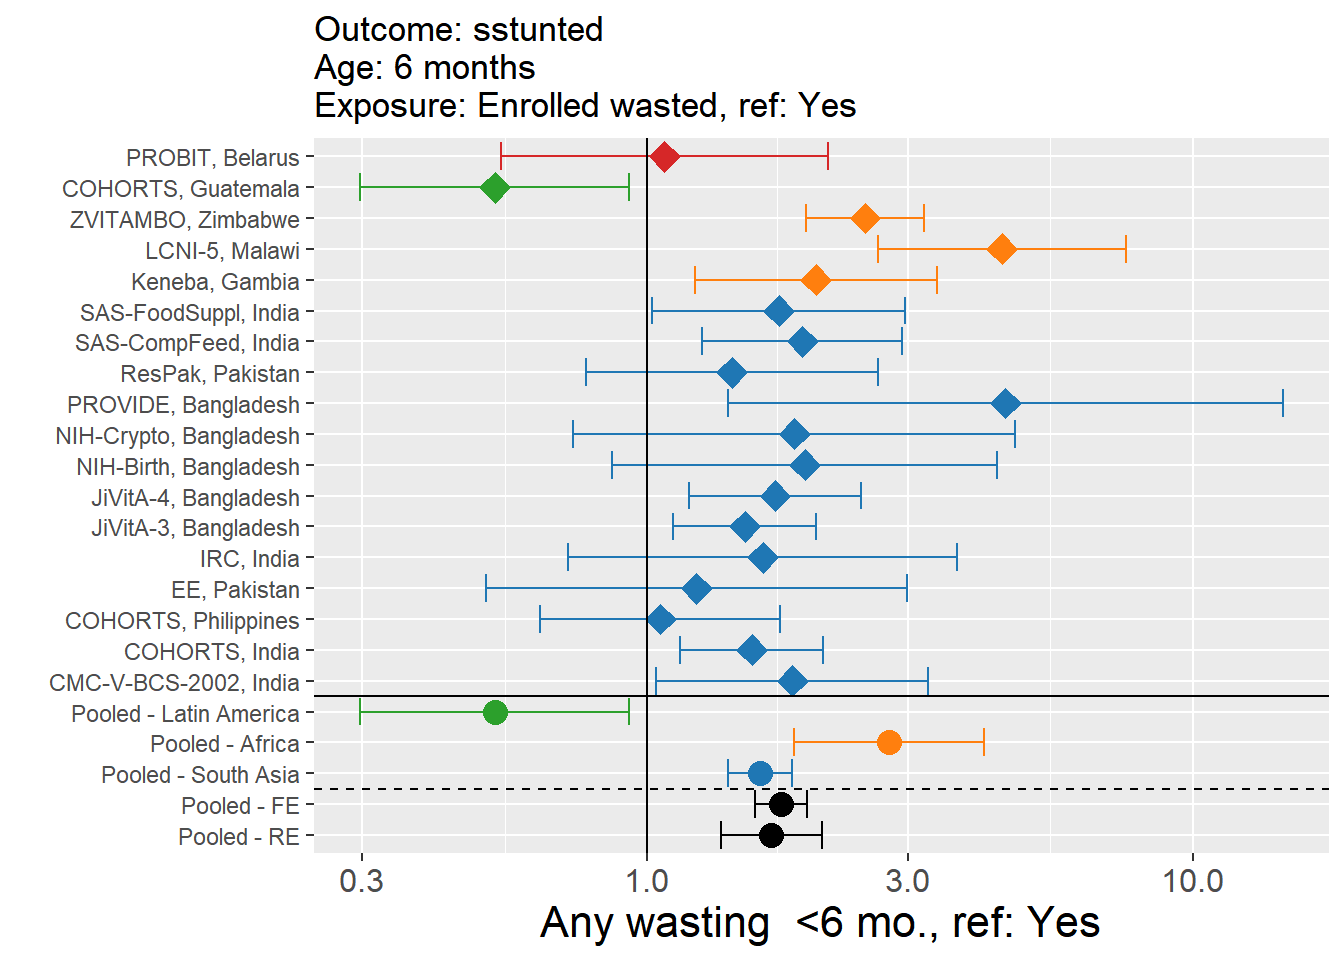 Outcome: sstunted
Age: 6 months
Exposure: Enrolled wasted, ref: Yes
PROBIT, Belarus
COHORTS, Guatemala
ZVITAMBO, Zimbabwe
LCNI-5, Malawi
Keneba, Gambia
SAS-FoodSuppl, India
SAS-CompFeed, India
ResPak, Pakistan
PROVIDE, Bangladesh
NIH-Crypto, Bangladesh
NIH-Birth, Bangladesh
JiVitA-4, Bangladesh
JiVitA-3, Bangladesh
IRC, India
EE, Pakistan
COHORTS, Philippines
COHORTS, India
CMC-V-BCS-2002, India
Pooled - Latin America
Pooled - Africa
Pooled - South Asia
Pooled - FE
Pooled - RE
0.3 1.0 3.0 10.0
Any wasting  <6 mo., ref: Yes